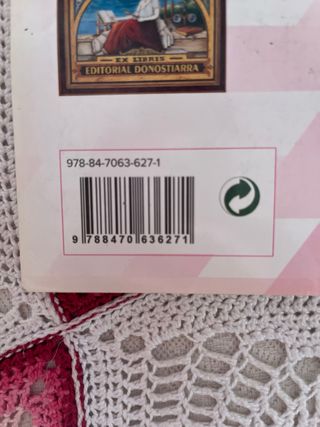 EX LIBRIS
EDITORIAL DONOSTIARRA
978-84-7063-627-1
9 788470 636271